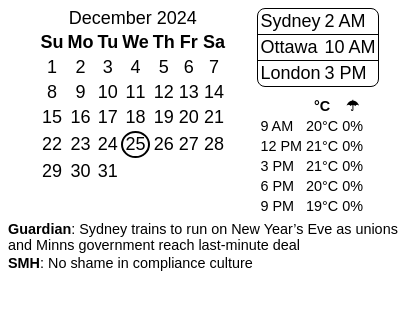 December 2024
Su Mo Tu We Th Fr Sa
1 2 3 4 5 6 7
8 9 10 11 12 13 14
15 16 17 18 19 20 21
22 23 24 25 26 27 28
29 30 31
Sydney 2 AM
Ottawa 10 AM
London 3 PM
°C ☂
9 AM 20°C 0%
12 PM 21°C 0%
3 PM 21°C 0%
6 PM 20°C 0%
9 PM 19°C 0%
Guardian: Sydney trains to run on New Year’s Eve as unions
and Minns government reach last-minute deal
SMH: No shame in compliance culture